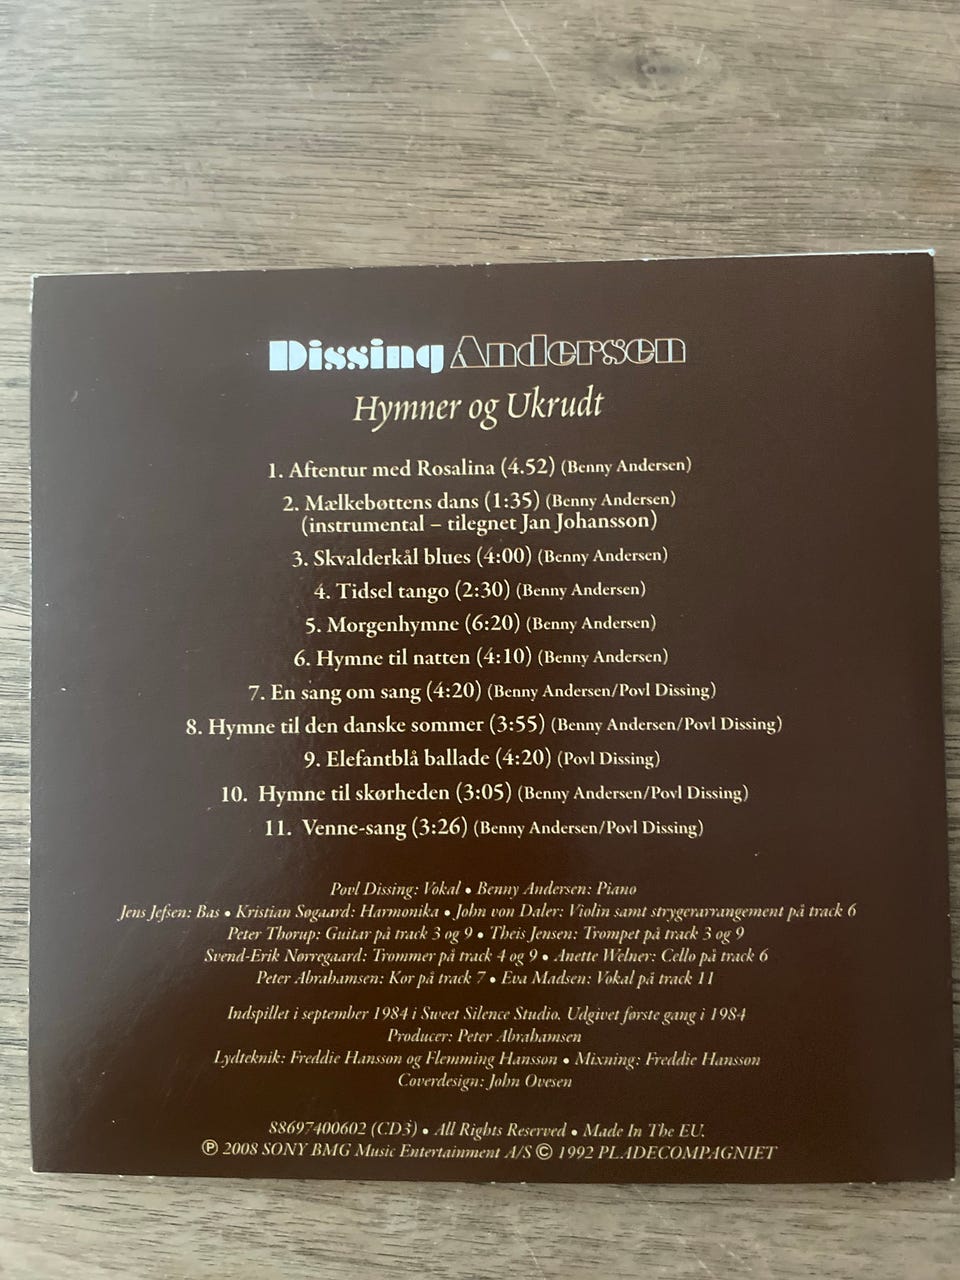 Dissing Andersen
Hymner og Ukrudt
1. Aftentur med Rosalina (4.52) (Benny Andersen)
2. Mælkebøttens dans (1:35) (Benny Andersen)
(instrumental – tilegnet Jan Johansson)
3. Skvalderkål blues (4:00) (Benny Andersen)
4. Tidsel tango (2:30) (Benny Andersen)
5. Morgenhymne (6:20) (Benny Andersen)
6. Hymne til natten (4:10) (Benny Andersen)
7. En sang om sang (4:20) (Benny Andersen/Povl Dissing)
8. Hymne til den danske sommer (3:55) (Benny Andersen/Povl Dissing)
9. Elefantblå ballade (4:20) (Povl Dissing)
10. Hymne til skørheden (3:05) (Benny Andersen/Povl Dissing)
11. Venne-sang (3:26) (Benny Andersen/Povl Dissing)
Povl Dissing: Vokal • Benny Andersen: Piano
Jens Jefsen: Bas • Kristian Søgaard: Harmonika • John von Daler: Violin samt strygerarrangement på track 6
Peter Thorup: Guitar på track 3 og 9 • Theis Jensen: Trompet på track 3 og 9
Svend-Erik Nørregaard: Trommer på track 4 og 9 • Anette Welner: Cello på track 6
Peter Abrahamsen: Kor på track 7 • Eva Madsen: Vokal på track 11
Indspillet i september 1984 i Sweet Silence Studio. Udgivet første gang i 1984
Producer: Peter Abrahamsen
Lydteknik: Freddie Hansson og Flemming Hansson • Mixning: Freddie Hansson
Coverdesign: John Ovesen
88697400602 (CD3) • All Rights Reserved • Made In The EU.
℗ 2008 SONY BMG Music Entertainment A/S © 1992 PLADECOMPAGNIET